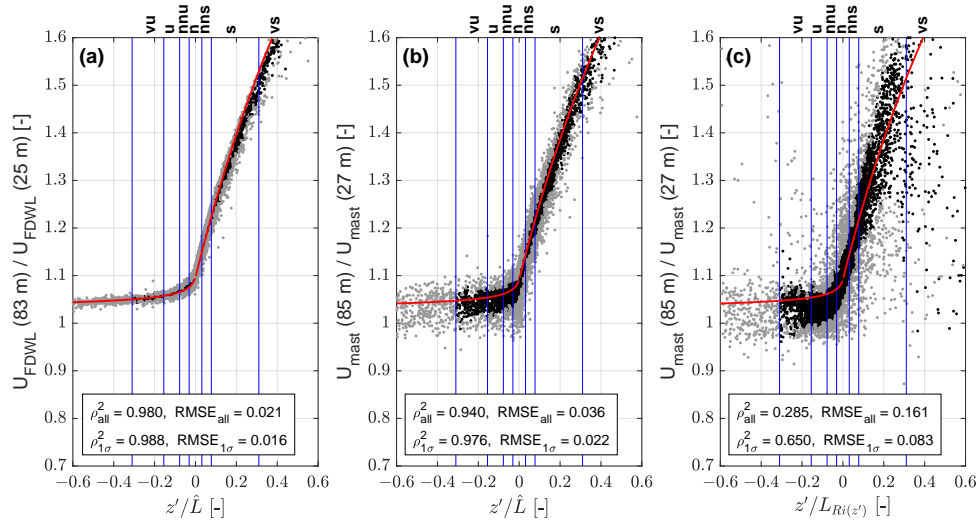 vu u nnu n nns s vs
(a)
U_FDWL (83 m) / U_FDWL (25 m) [-]
1.6
1.5
1.4
1.3
1.2
1.1
1
0.9
0.8
0.7
ρ²_all = 0.980, RMSE_all = 0.021
ρ²_1σ = 0.988, RMSE_1σ = 0.016
−0.6 −0.4 −0.2 0 0.2 0.4 0.6
z′/L̂ [-]
vu u nnu n nns s vs
(b)
U_mast (85 m) / U_mast (27 m) [-]
1.6
1.5
1.4
1.3
1.2
1.1
1
0.9
0.8
0.7
ρ²_all = 0.940, RMSE_all = 0.036
ρ²_1σ = 0.976, RMSE_1σ = 0.022
−0.6 −0.4 −0.2 0 0.2 0.4 0.6
z′/L̂ [-]
vu u nnu n nns s vs
(c)
U_mast (85 m) / U_mast (27 m) [-]
1.6
1.5
1.4
1.3
1.2
1.1
1
0.9
0.8
0.7
ρ²_all = 0.285, RMSE_all = 0.161
ρ²_1σ = 0.650, RMSE_1σ = 0.083
−0.6 −0.4 −0.2 0 0.2 0.4 0.6
z′/L_Ri(z′) [-]